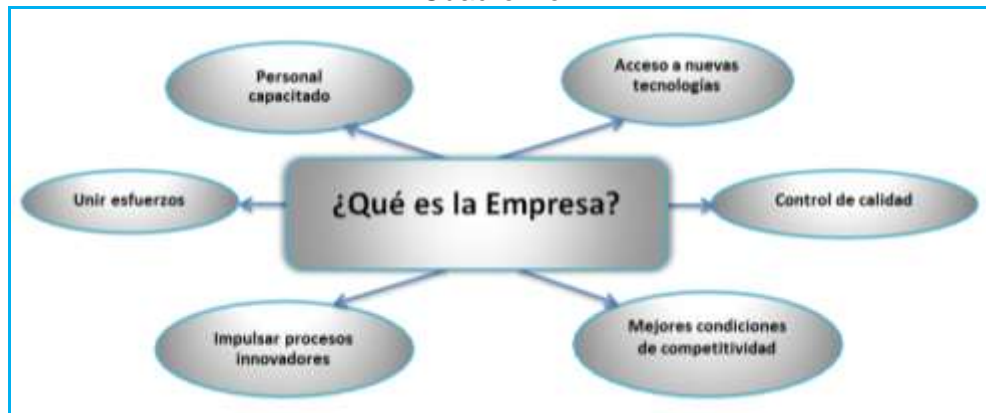 Personal
capacitado
Acceso a nuevas
tecnologías
Unir esfuerzos
¿Qué es la Empresa?
Control de calidad
Impulsar procesos
innovadores
Mejores condiciones
de competitividad